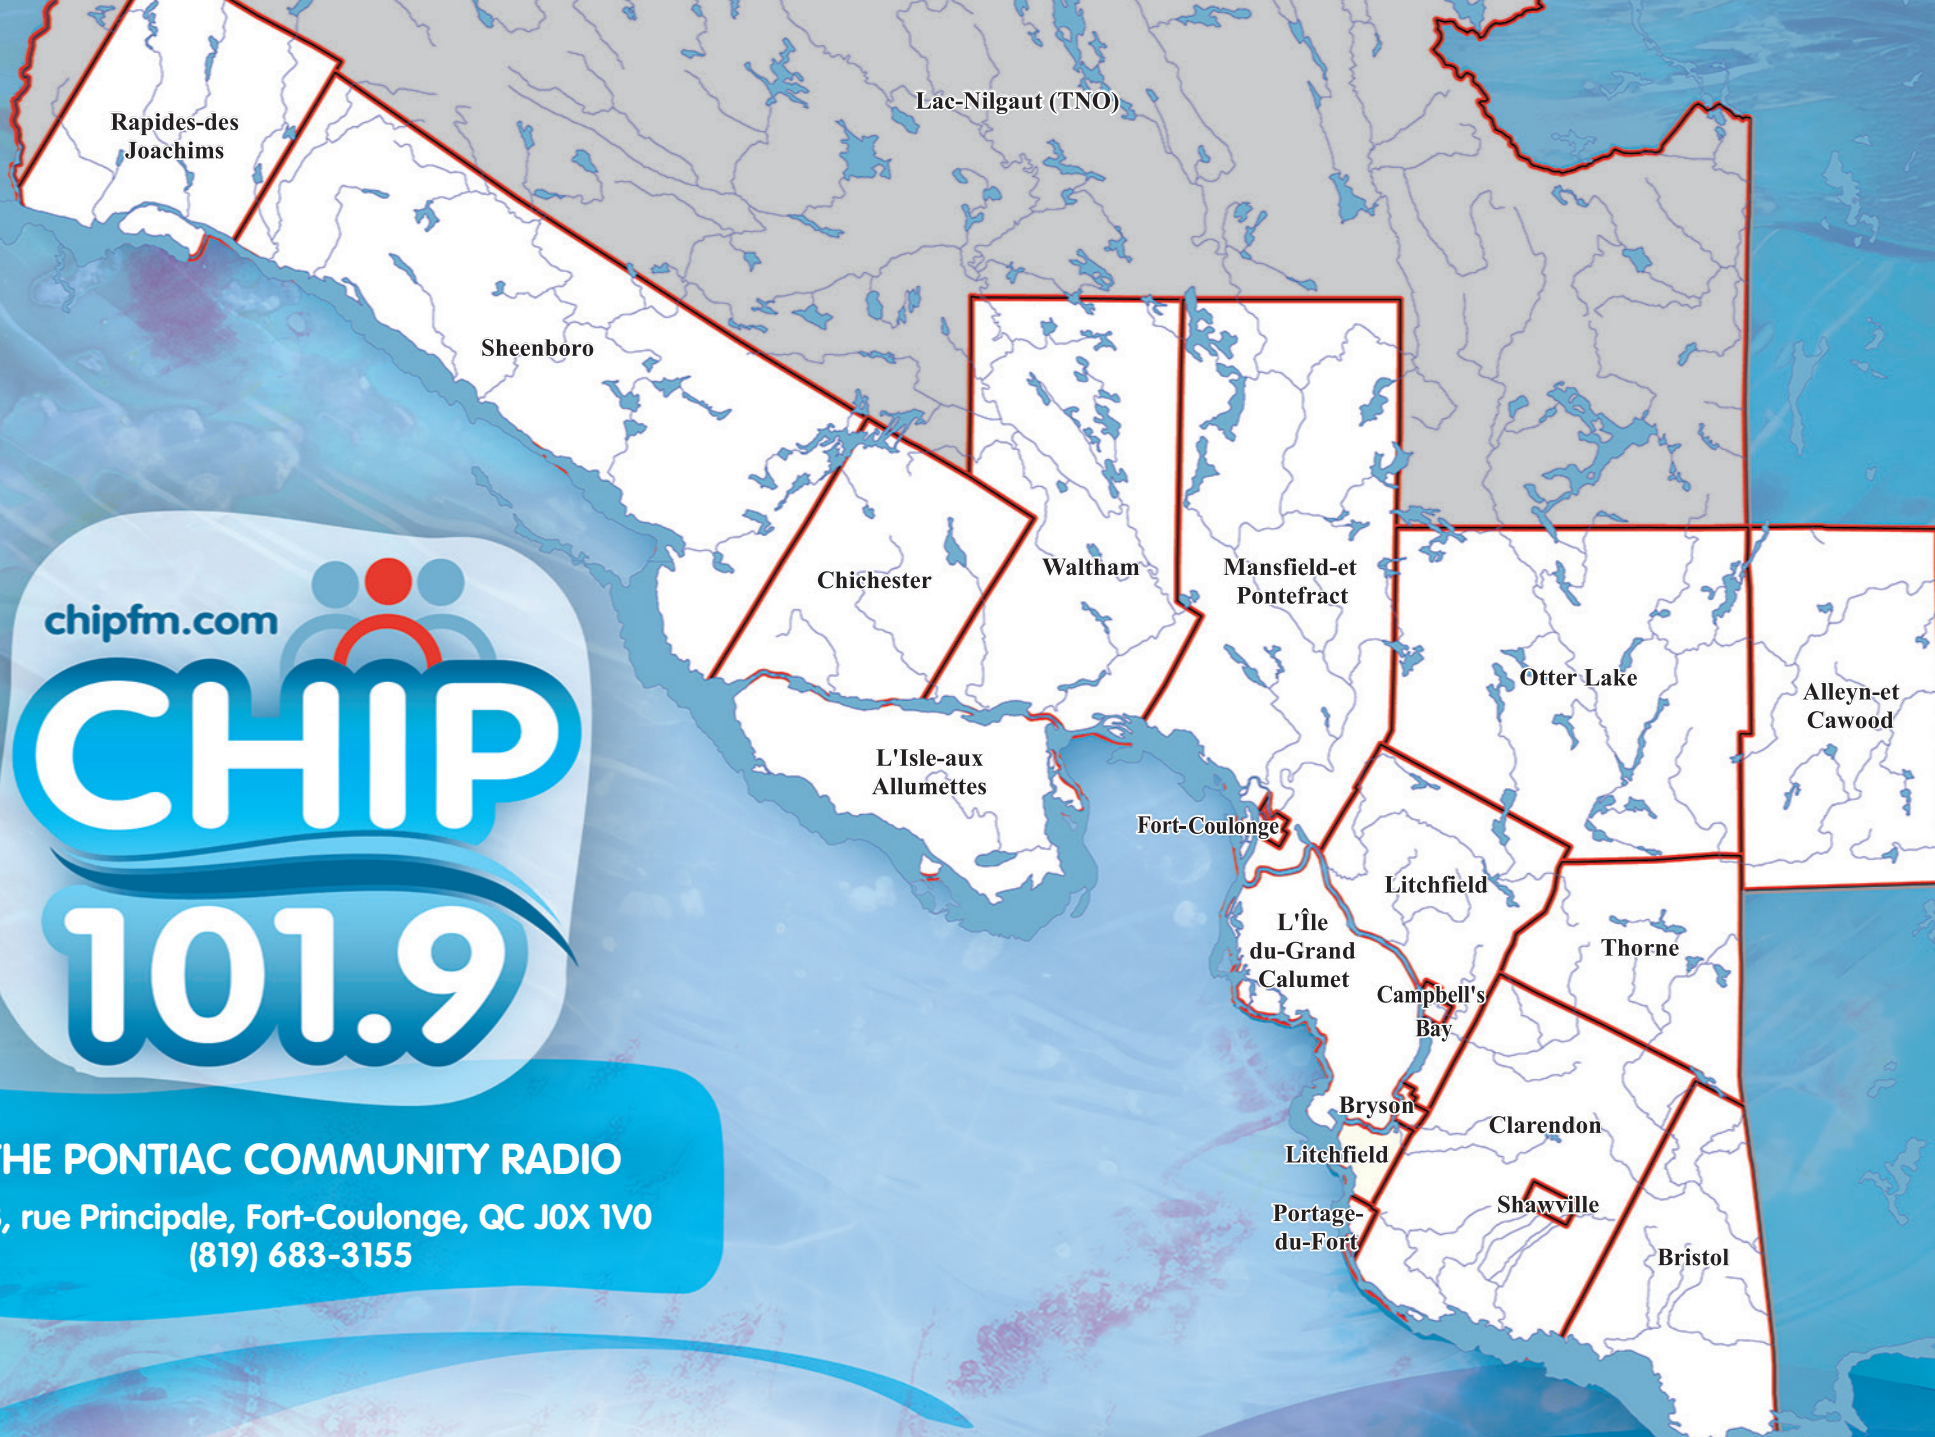 Lac-Nilgaut (TNO)
Rapides-des
Joachims
Sheenboro
Chichester
Waltham
Mansfield-et
Pontefract
Otter Lake
Alleyn-et
Cawood
L'Isle-aux
Allumettes
Fort-Coulonge
Litchfield
L'Île
du-Grand
Calumet
Thorne
Campbell's
Bay
Bryson
Clarendon
Litchfield
Shawville
Portage-
du-Fort
Bristol
chipfm.com
CHIP
101.9
THE PONTIAC COMMUNITY RADIO
, rue Principale, Fort-Coulonge, QC J0X 1V0
(819) 683-3155